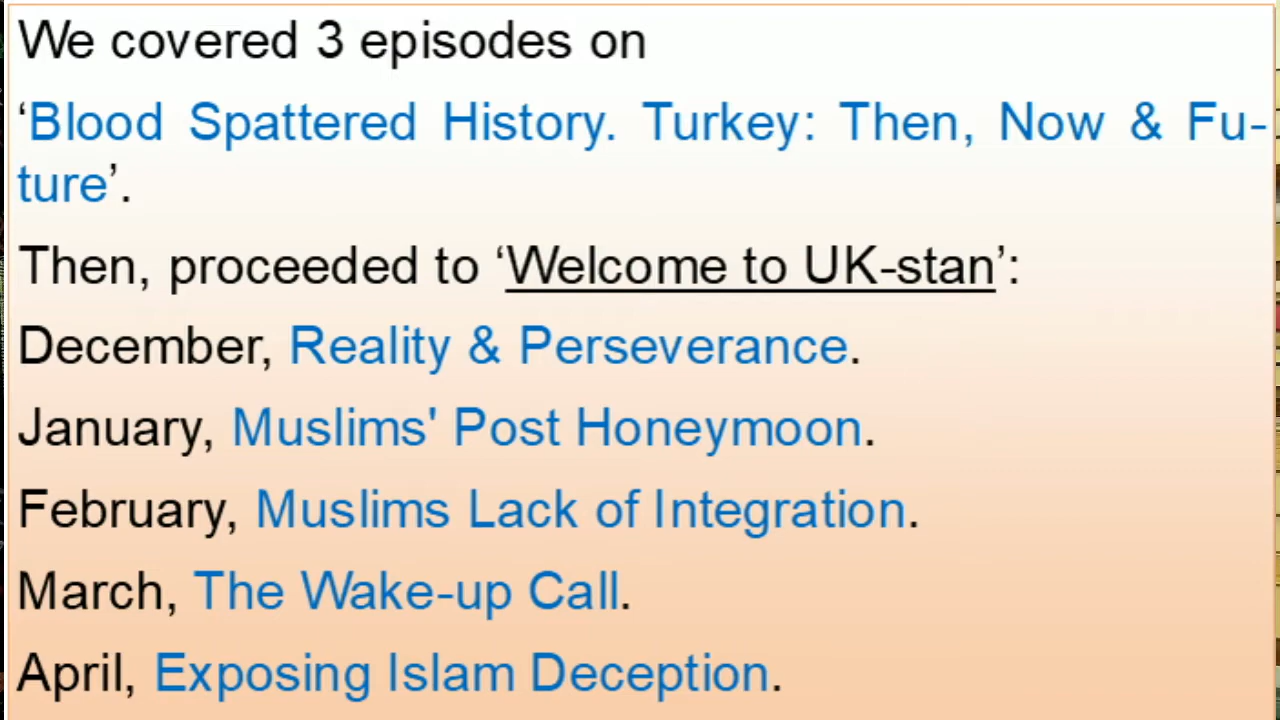 We covered 3 episodes on
‘Blood Spattered History. Turkey: Then, Now & Fu-
ture’.
Then, proceeded to ‘Welcome to UK-stan’:
December, Reality & Perseverance.
January, Muslims' Post Honeymoon.
February, Muslims Lack of Integration.
March, The Wake-up Call.
April, Exposing Islam Deception.